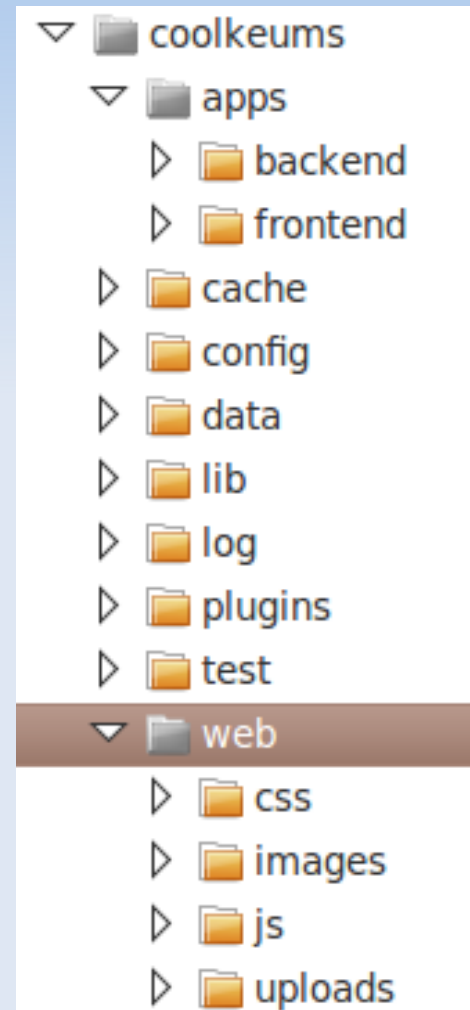 coolkeums
apps
backend
frontend
cache
config
data
lib
log
plugins
test
web
css
images
js
uploads